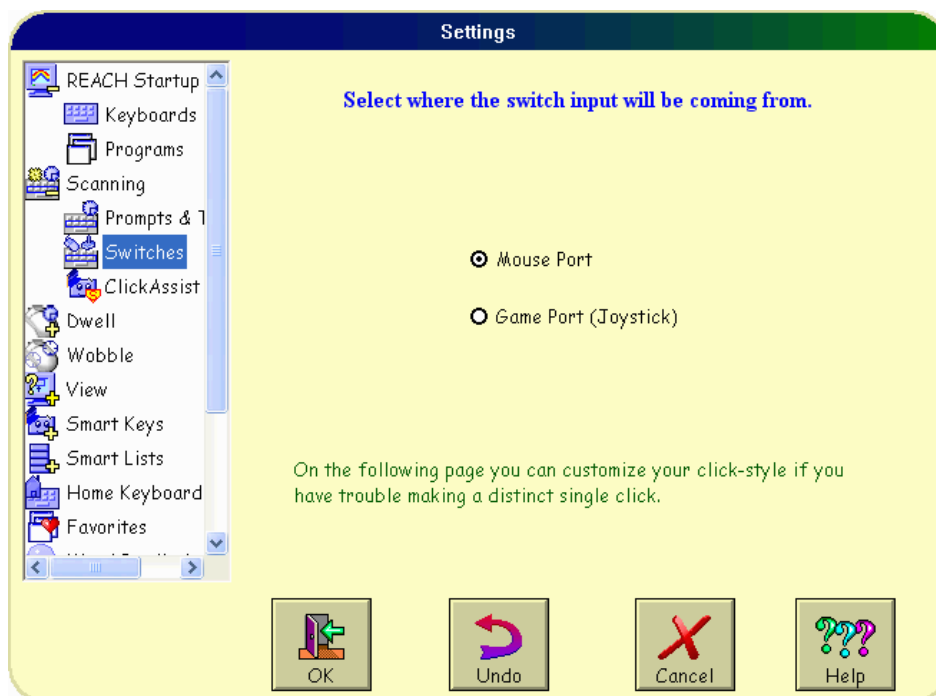 Settings
REACH Startup
Keyboards
Programs
Scanning
Prompts &
Switches
ClickAssist
Dwell
Wobble
View
Smart Keys
Smart Lists
Home Keyboard
Favorites
Select where the switch input will be coming from.
Mouse Port
Game Port (Joystick)
On the following page you can customize your click-style if you
have trouble making a distinct single click.
OK
Undo
Cancel
Help